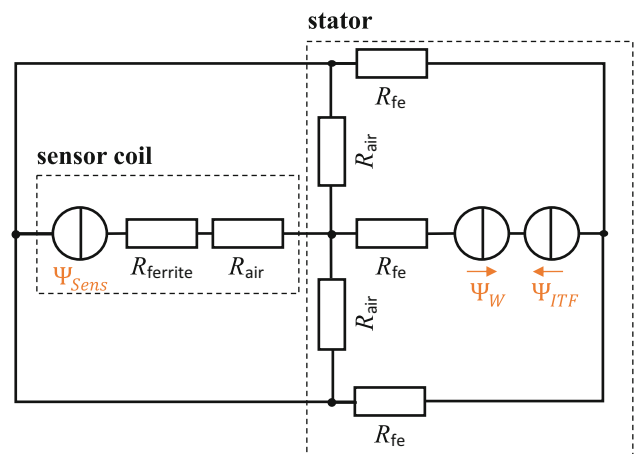 stator
R_fe
R_air
sensor coil
Ψ_Sens
R_ferrite
R_air
R_fe
Ψ_W
Ψ_ITF
R_air
R_fe